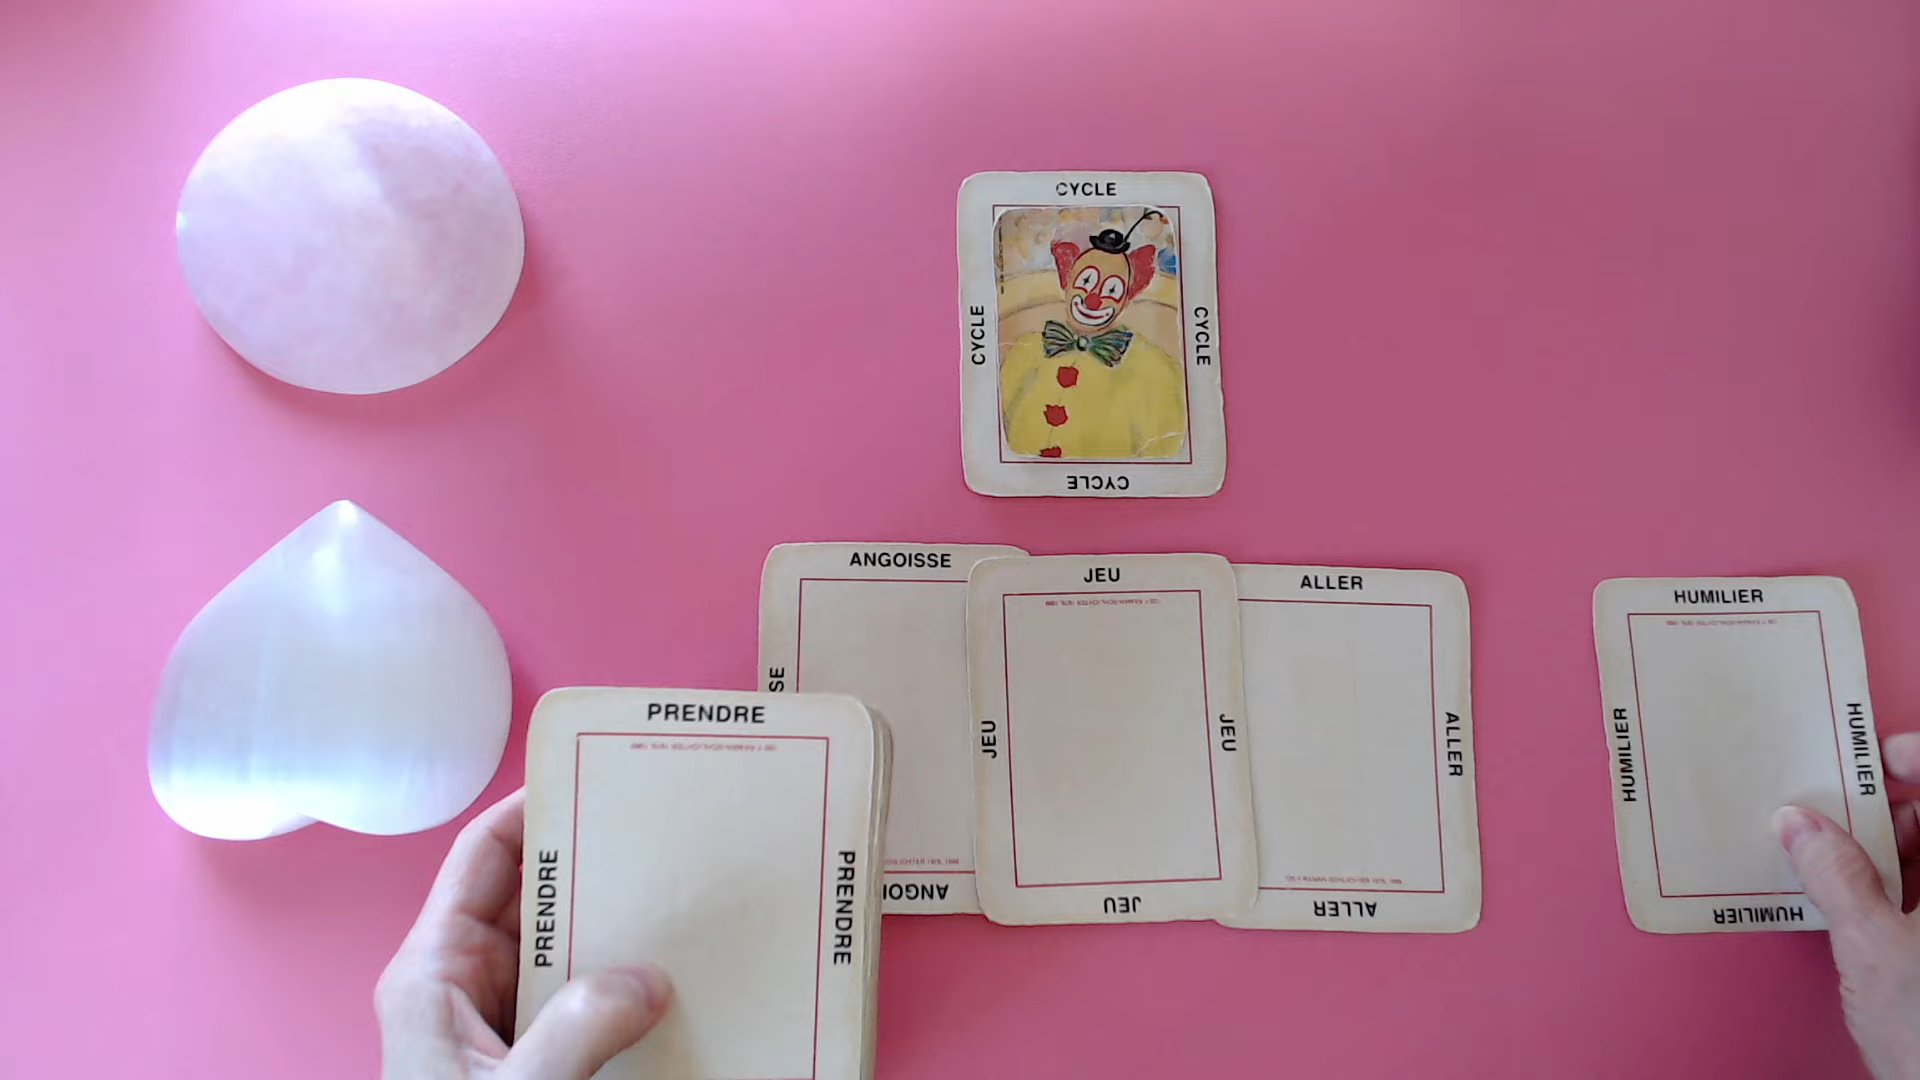 CYCLE
CYCLE
CYCLE
CYCLE
ANGOISSE
SE
ANGOI
JEU
JEU
JEU
JEU
ALLER
ALLER
ALLER
HUMILIER
HUMILIER
HUMILIER
HUMILIER
PRENDRE
PRENDRE
PRENDRE